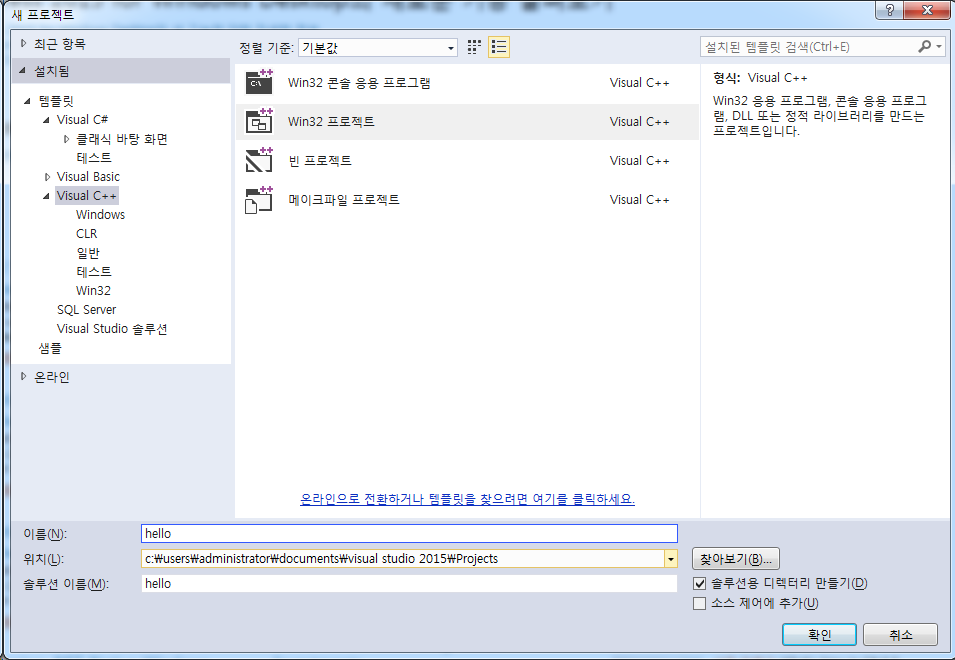 새 프로젝트
최근 항목
정렬 기준: 기본값
설치된 템플릿 검색(Ctrl+E)
설치됨
템플릿
Visual C#
클래식 바탕 화면
테스트
Visual Basic
Visual C++
Windows
CLR
일반
테스트
Win32
SQL Server
Visual Studio 솔루션
샘플
온라인
C:\
Win32 콘솔 응용 프로그램 Visual C++
Win32 프로젝트 Visual C++
빈 프로젝트 Visual C++
메이크파일 프로젝트 Visual C++
형식: Visual C++
Win32 응용 프로그램, 콘솔 응용 프로그
램, DLL 또는 정적 라이브러리를 만드는
프로젝트입니다.
온라인으로 전환하거나 템플릿을 찾으려면 여기를 클릭하세요.
이름(N): hello
위치(L): c:₩users₩administrator₩documents₩visual studio 2015₩Projects 찾아보기(B)...
솔루션 이름(M): hello
솔루션용 디렉터리 만들기(D)
소스 제어에 추가(U)
확인 취소